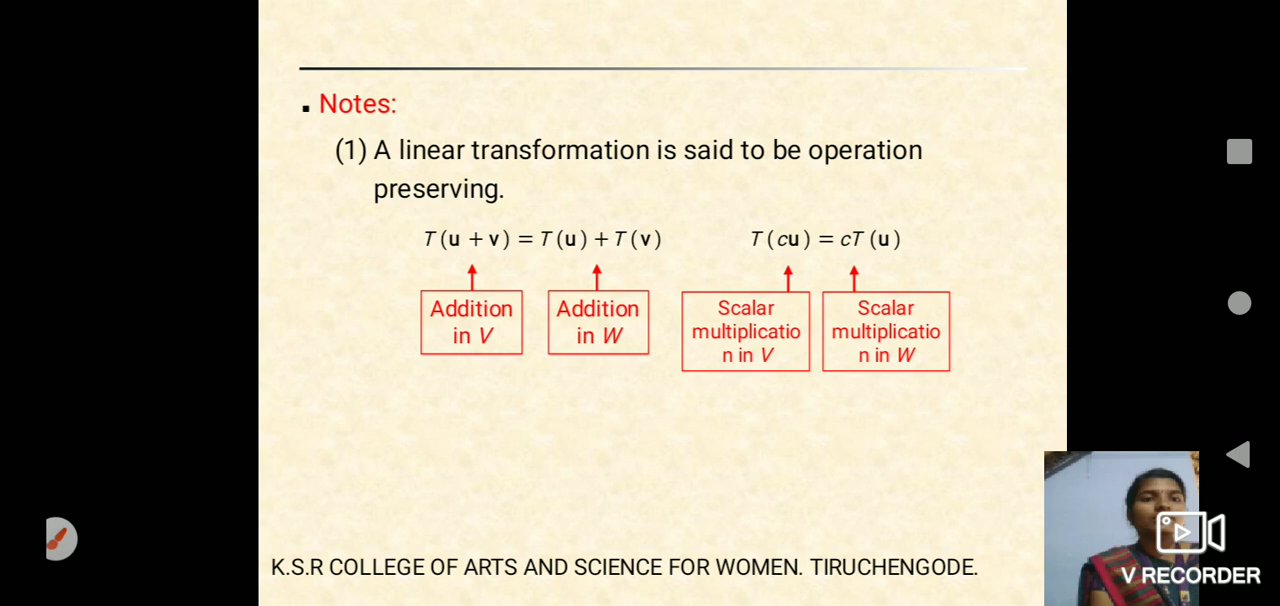 Notes:
(1) A linear transformation is said to be operation
preserving.
T(u + v) = T(u) + T(v)
T(cu) = cT(u)
Addition
in V
Addition
in W
Scalar
multiplicatio
n in V
Scalar
multiplicatio
n in W
K.S.R COLLEGE OF ARTS AND SCIENCE FOR WOMEN. TIRUCHENGODE.
V RECORDER